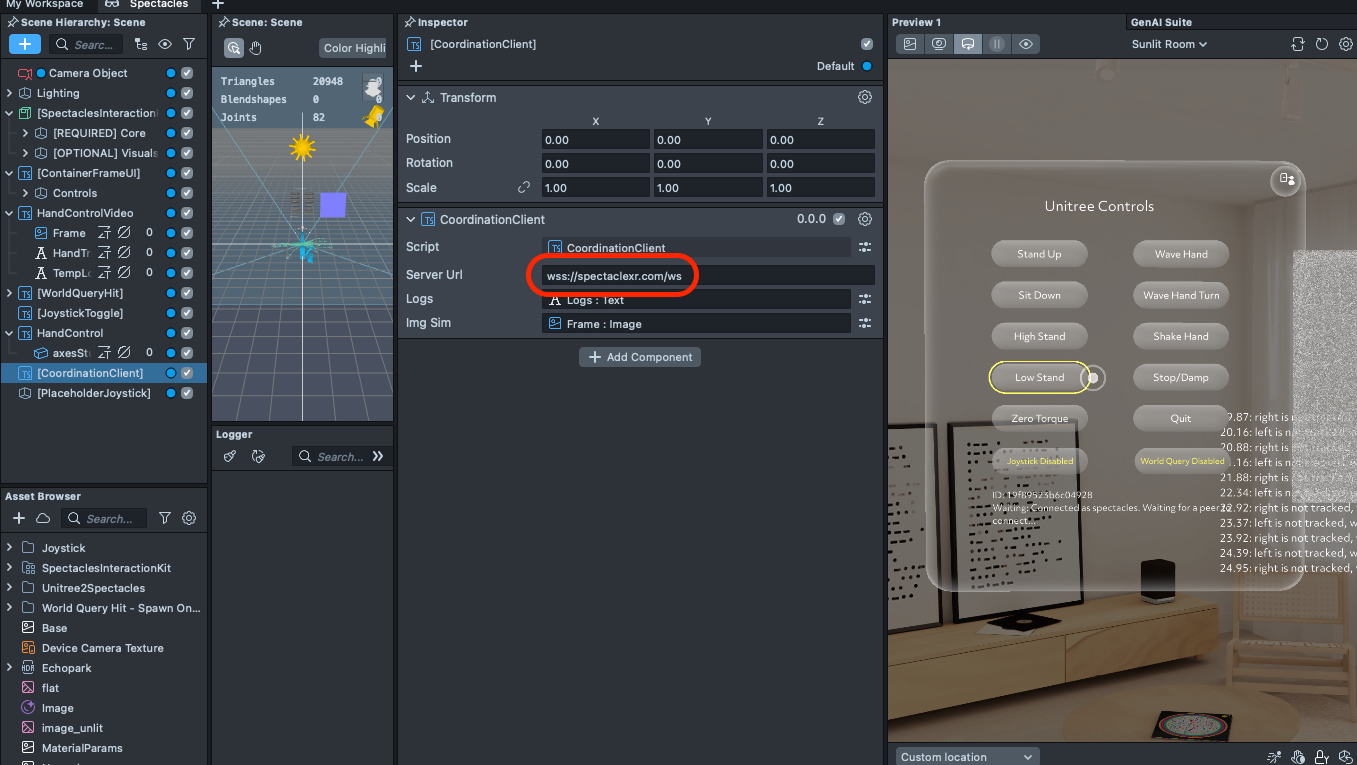 My Workspace
Spectacles
Scene Hierarchy: Scene
Search...
Camera Object
Lighting
[SpectaclesInteraction
[REQUIRED] Core
[OPTIONAL] Visuals
[ContainerFrameUI]
Controls
HandControlVideo
Frame 0
HandTr 0
TempLo 0
[WorldQueryHit]
[JoystickToggle]
HandControl
axesStu 0
[CoordinationClient]
[PlaceholderJoystick]
Asset Browser
Search...
Joystick
SpectaclesInteractionKit
Unitree2Spectacles
World Query Hit - Spawn On...
Base
Device Camera Texture
Echopark
flat
Image
image_unlit
MaterialParams
Scene: Scene
Color Highli
Triangles 20948 0
Blendshapes 0 0
Joints 82 0
Logger
Search...
Inspector
[CoordinationClient]
Default
Transform
X Y Z
Position 0.00 0.00 0.00
Rotation 0.00 0.00 0.00
Scale 1.00 1.00 1.00
CoordinationClient 0.0.0
Script CoordinationClient
Server Url wss://spectaclexr.com/ws
Logs Logs : Text
Img Sim Frame : Image
Add Component
Preview 1
GenAI Suite
Sunlit Room
Unitree Controls
Stand Up Wave Hand
Sit Down Wave Hand Turn
High Stand Shake Hand
Low Stand Stop/Damp
Zero Torque Quit
Joystick Disabled World Query Disabled
ID: 19f89523b6c04928
Waiting: Connected as spectacles. Waiting for a peer to
connect...
9.87: right is n
20.16: left is not tracked
20.88: right is
.16: left is not tracked
21.88: right is
22.34: left is n
22.92: right is not tracked,
23.37: left is not tracked, w
23.92: right is not tracked,
24.39: left is not tracked, w
24.95: right is not tracked,
Custom location